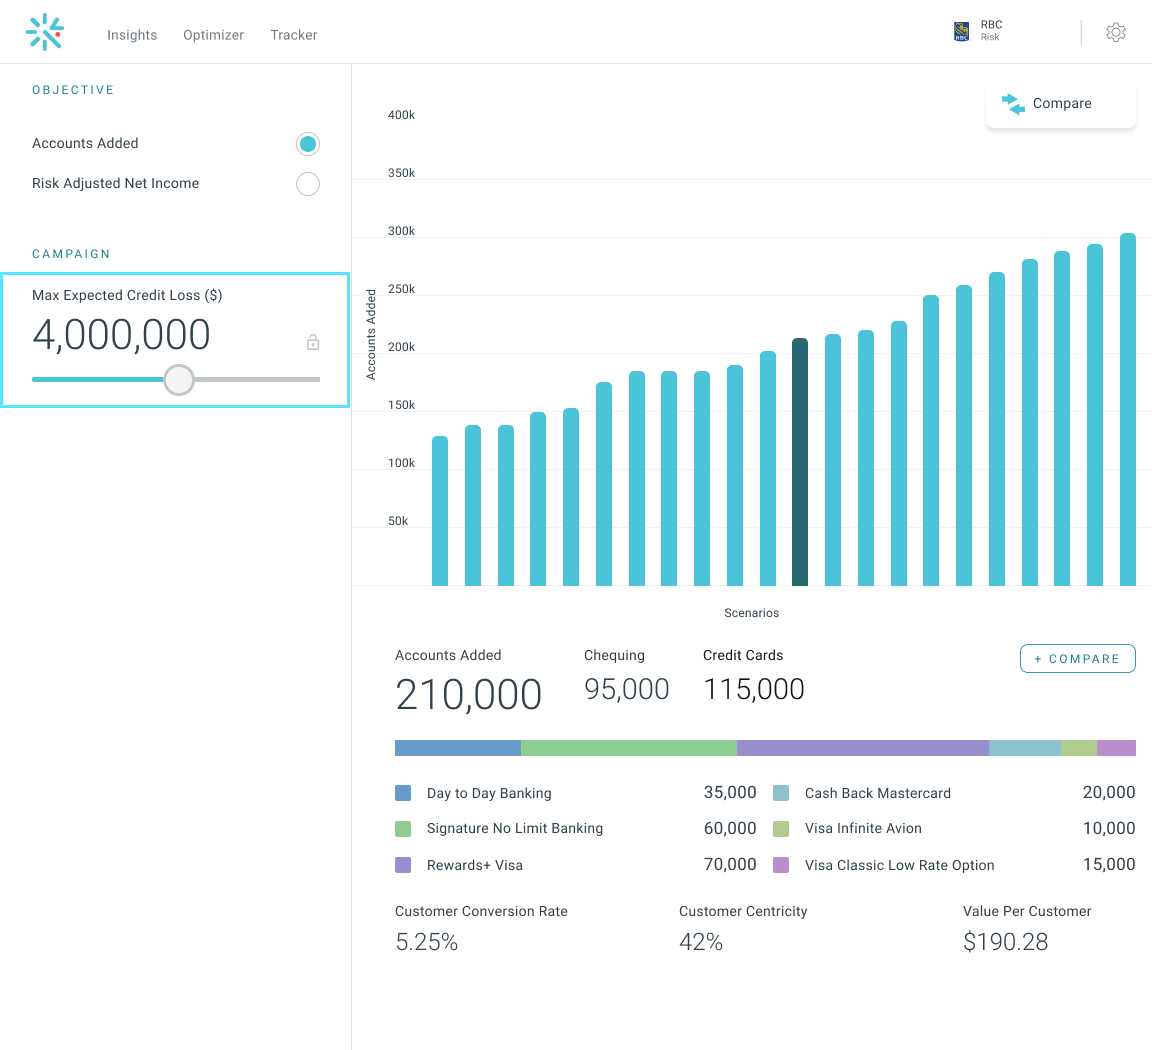 Insights Optimizer Tracker
RBC
Risk
RBC
OBJECTIVE
Accounts Added
Risk Adjusted Net Income
CAMPAIGN
Max Expected Credit Loss ($)
4,000,000
Compare
400k
350k
300k
250k
200k
150k
100k
50k
Accounts Added
Scenarios
Accounts Added Chequing Credit Cards
210,000 95,000 115,000
+ COMPARE
Day to Day Banking 35,000 Cash Back Mastercard 20,000
Signature No Limit Banking 60,000 Visa Infinite Avion 10,000
Rewards+ Visa 70,000 Visa Classic Low Rate Option 15,000
Customer Conversion Rate Customer Centricity Value Per Customer
5.25% 42% $190.28